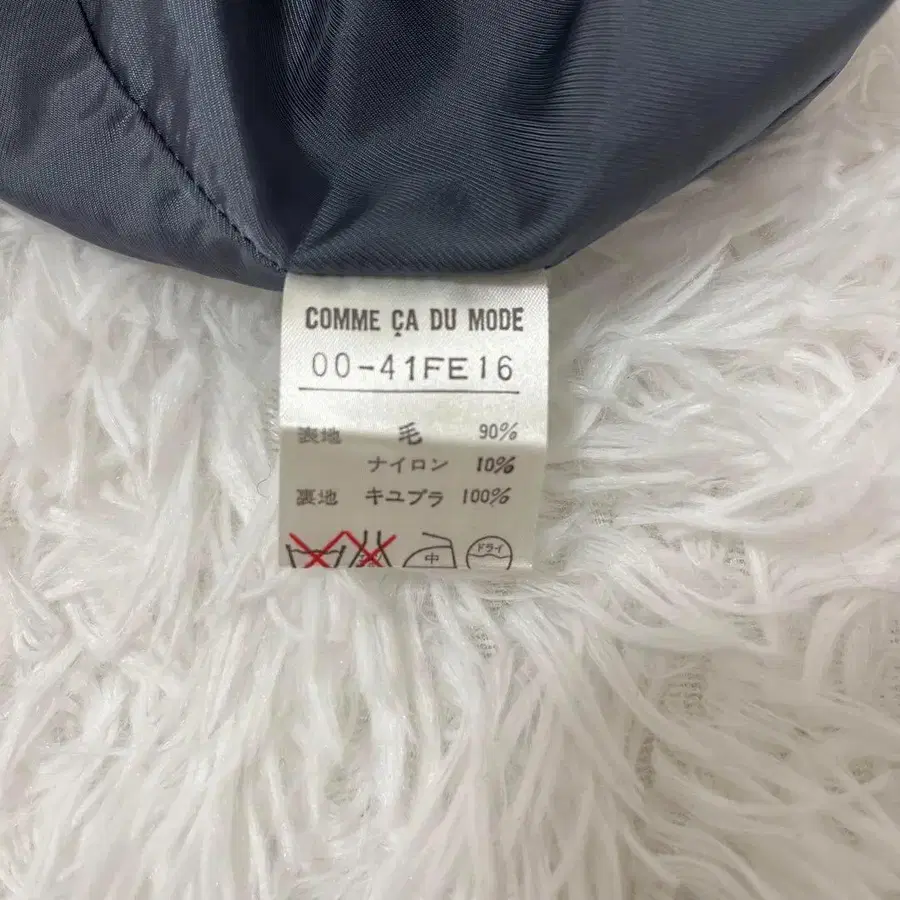 COMME ÇA DU MODE
00-41FE16
表地 毛 90%
ナイロン 10%
裏地 キユプラ 100%
中 ドライ